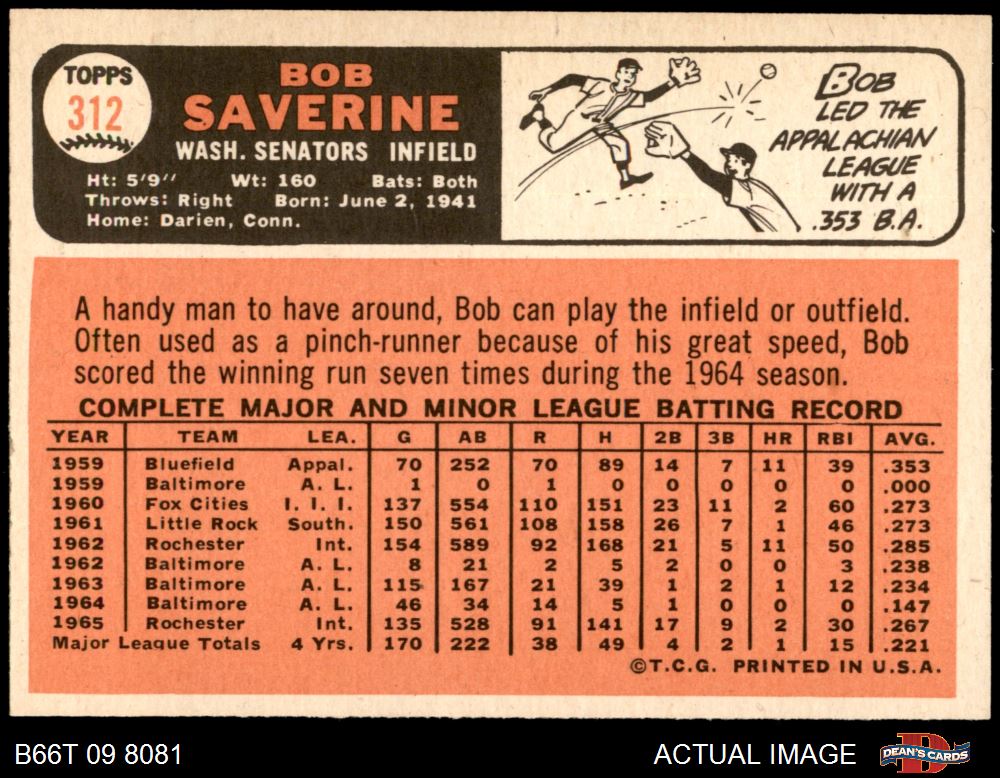 TOPPS
312
BOB
SAVERINE
WASH. SENATORS INFIELD
Ht: 5'9" Wt: 160 Bats: Both
Throws: Right Born: June 2, 1941
Home: Darien, Conn.
BOB
LED THE
APPALACHIAN
LEAGUE
WITH A
.353 B.A.
A handy man to have around, Bob can play the infield or outfield.
Often used as a pinch-runner because of his great speed, Bob
scored the winning run seven times during the 1964 season.
COMPLETE MAJOR AND MINOR LEAGUE BATTING RECORD
YEAR TEAM LEA. G AB R H 2B 3B HR RBI AVG.
1959 Bluefield Appal. 70 252 70 89 14 7 11 39 .353
1959 Baltimore A. L. 1 0 1 0 0 0 0 0 .000
1960 Fox Cities I. I. I. 137 554 110 151 23 11 2 60 .273
1961 Little Rock South. 150 561 108 158 26 7 1 46 .273
1962 Rochester Int. 154 589 92 168 21 5 11 50 .285
1962 Baltimore A. L. 8 21 2 5 2 0 0 3 .238
1963 Baltimore A. L. 115 167 21 39 1 2 1 12 .234
1964 Baltimore A. L. 46 34 14 5 1 0 0 0 .147
1965 Rochester Int. 135 528 91 141 17 9 2 30 .267
Major League Totals 4 Yrs. 170 222 38 49 4 2 1 15 .221
©T.C.G. PRINTED IN U.S.A.
B66T 09 8081
ACTUAL IMAGE
DEAN'S CARDS